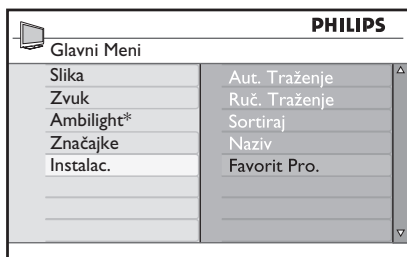 PHILIPS
Glavni Meni
Slika
Zvuk
Ambilight*
Značajke
Instalac.
Aut. Traženje
Ruč. Traženje
Sortiraj
Naziv
Favorit Pro.